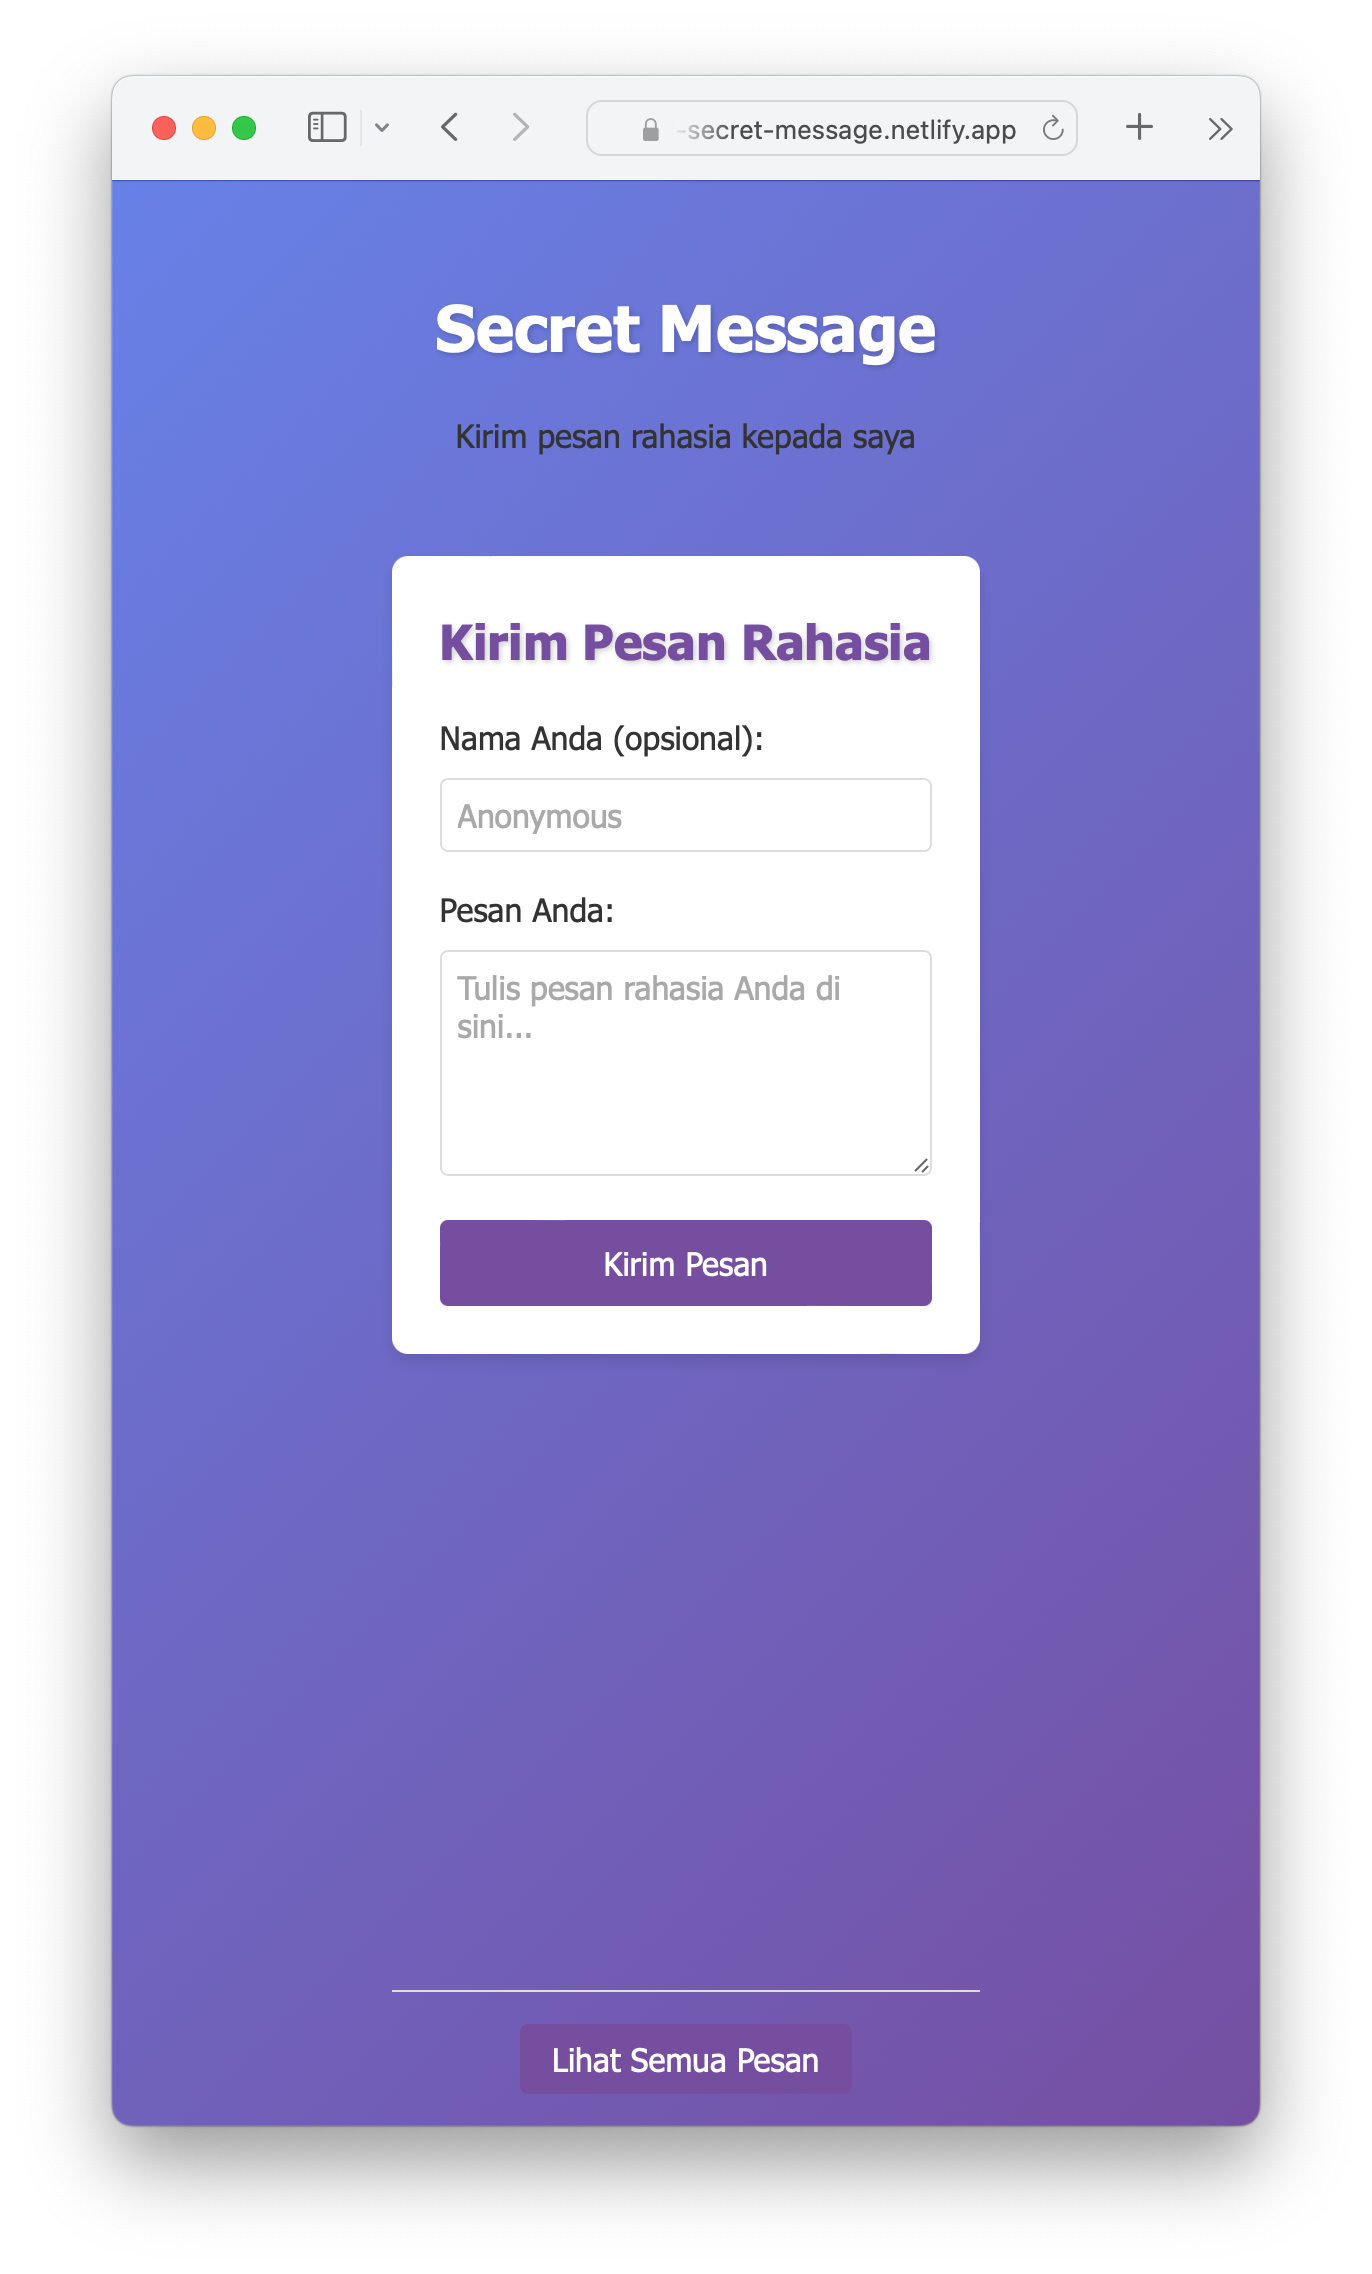 -secret-message.netlify.app
Secret Message
Kirim pesan rahasia kepada saya
Kirim Pesan Rahasia
Nama Anda (opsional):
Anonymous
Pesan Anda:
Tulis pesan rahasia Anda di
sini...
Kirim Pesan
Lihat Semua Pesan